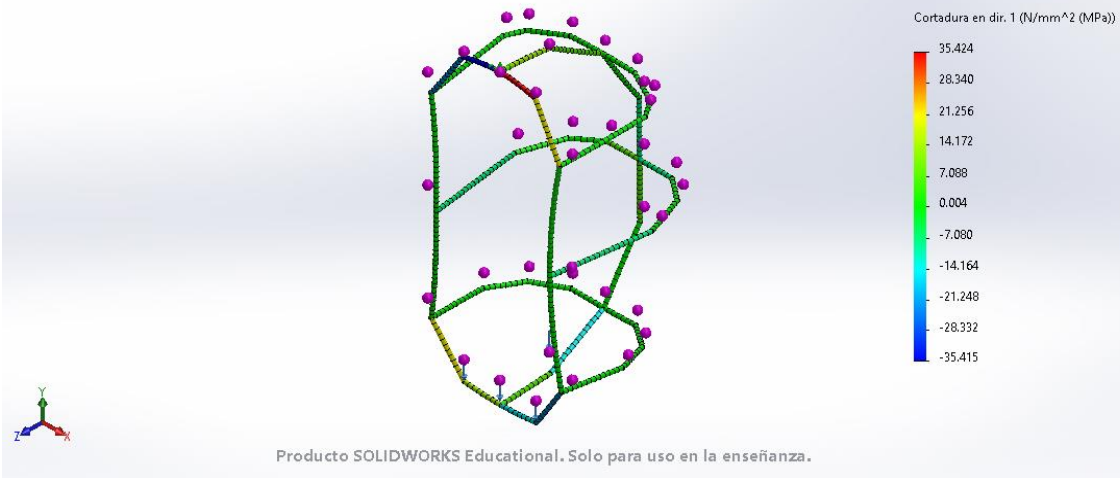 Cortadura en dir. 1 (N/mm^2 (MPa))
35.424
28.340
21.256
14.172
7.088
0.004
-7.080
-14.164
-21.248
-28.332
-35.415
Y
Z
X
Producto SOLIDWORKS Educational. Solo para uso en la enseñanza.